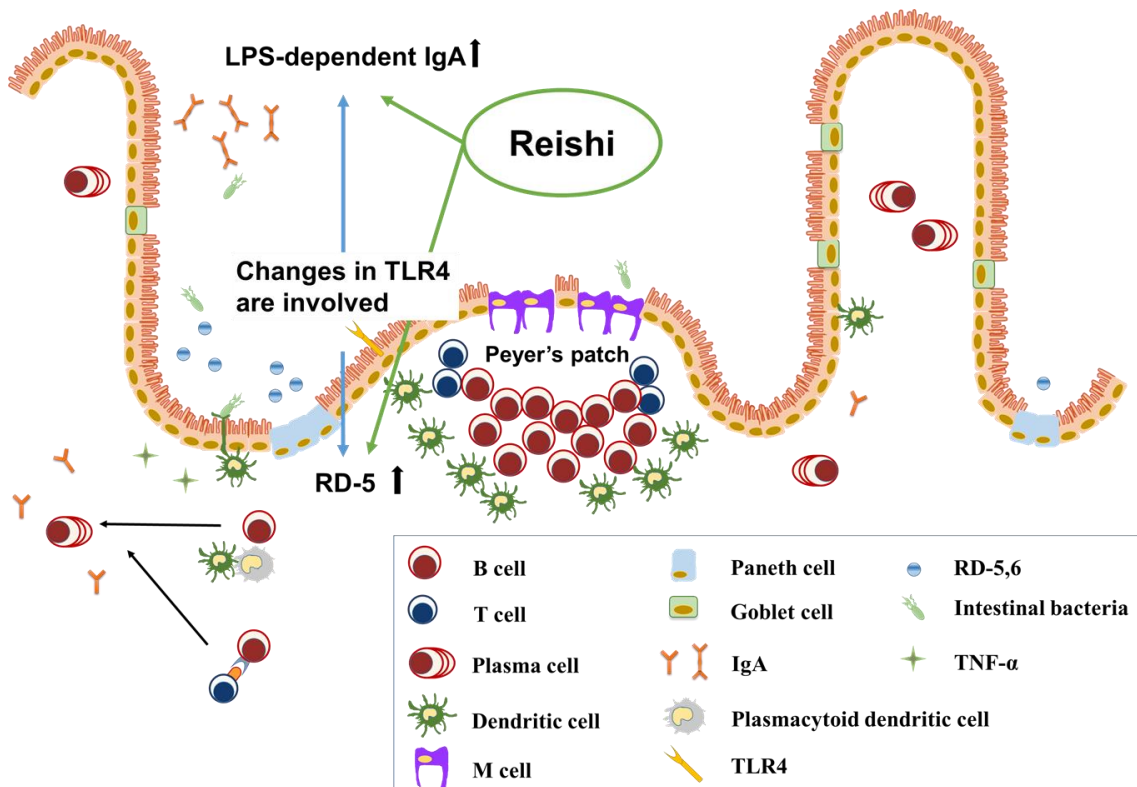 LPS-dependent IgA
Reishi
Changes in TLR4
are involved
Peyer's patch
RD-5
B cell
T cell
Plasma cell
Dendritic cell
M cell
Paneth cell
Goblet cell
IgA
Plasmacytoid dendritic cell
TLR4
RD-5,6
Intestinal bacteria
TNF-α